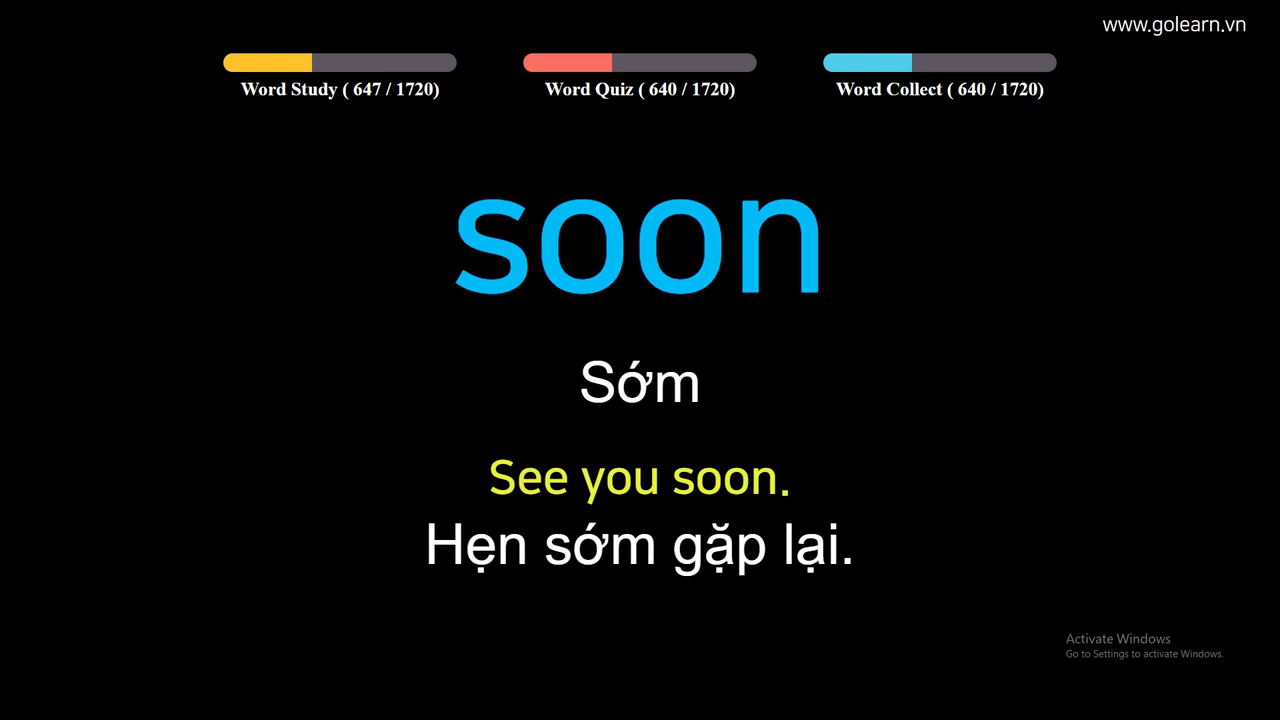 www.golearn.vn
Word Study ( 647 / 1720)
Word Quiz ( 640 / 1720)
Word Collect ( 640 / 1720)
soon
Sớm
See you soon.
Hẹn sớm gặp lại.
Activate Windows
Go to Settings to activate Windows.